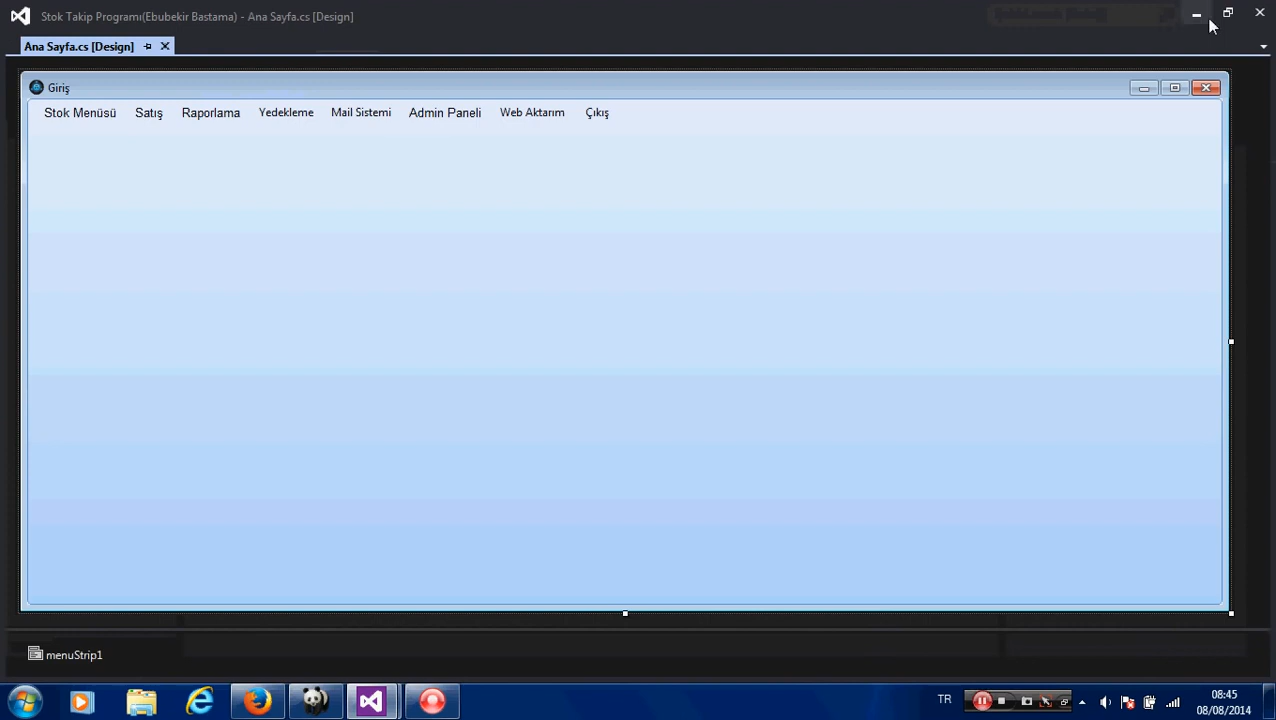 Stok Takip Programı(Ebubekir Bastama) - Ana Sayfa.cs [Design]
Ana Sayfa.cs [Design]
Giriş
Stok Menüsü Satış Raporlama Yedekleme Mail Sistemi Admin Paneli Web Aktarım Çıkış
menuStrip1
TR
08:45
08/08/2014